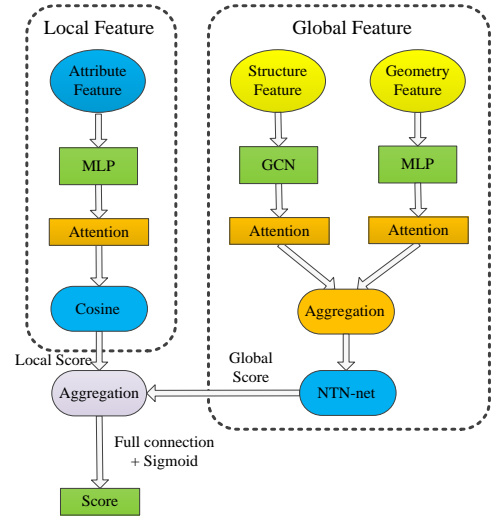 Local Feature
Attribute
Feature
MLP
Attention
Cosine
Local Score
Global Feature
Structure
Feature
Geometry
Feature
GCN
MLP
Attention
Attention
Aggregation
NTN-net
Global
Score
Aggregation
Full connection
+ Sigmoid
Score